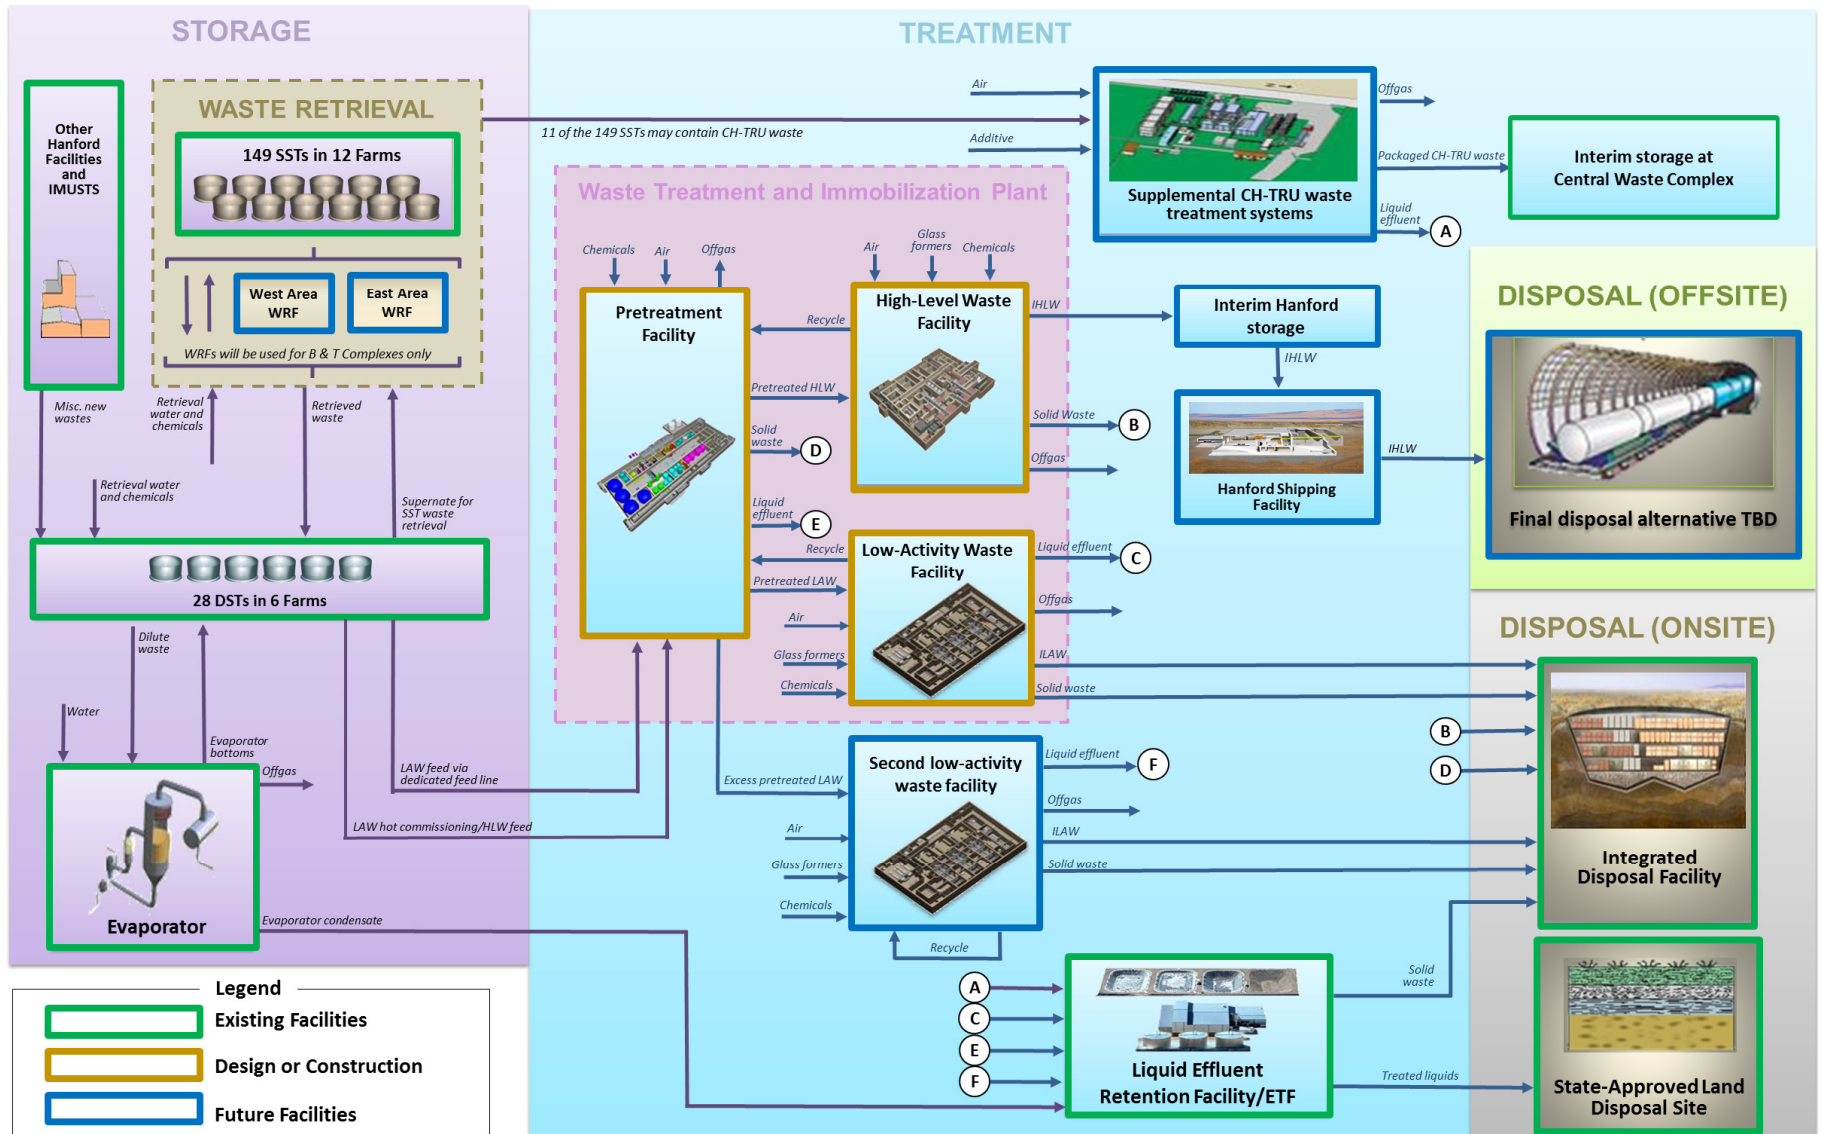 STORAGE
TREATMENT
Other
Hanford
Facilities
and
IMUSTS
WASTE RETRIEVAL
149 SSTs in 12 Farms
West Area
WRF
East Area
WRF
WRFs will be used for B & T Complexes only
Misc. new
wastes
Retrieval
water and
chemicals
Retrieved
waste
Retrieval water
and chemicals
Supernate for
SST waste
retrieval
28 DSTs in 6 Farms
Dilute
waste
Water
Evaporator
bottoms
Offgas
LAW feed via
dedicated feed line
LAW hot commissioning/HLW feed
Evaporator
Evaporator condensate
11 of the 149 SSTs may contain CH-TRU waste
Air
Additive
Supplemental CH-TRU waste
treatment systems
Offgas
Packaged CH-TRU waste
Liquid
effluent
A
Interim storage at
Central Waste Complex
Waste Treatment and Immobilization Plant
Chemicals
Air
Offgas
Pretreatment
Facility
Air
Glass
formers
Chemicals
High-Level Waste
Facility
Recycle
Pretreated HLW
Solid
waste
D
Liquid
effluent
E
Recycle
Pretreated LAW
IHLW
Solid Waste
B
Offgas
Interim Hanford
storage
IHLW
Hanford Shipping
Facility
IHLW
DISPOSAL (OFFSITE)
Final disposal alternative TBD
Low-Activity Waste
Facility
Air
Glass formers
Chemicals
Liquid effluent
C
Offgas
ILAW
Solid waste
Excess pretreated LAW
Second low-activity
waste facility
Air
Glass formers
Chemicals
Recycle
Liquid effluent
F
Offgas
ILAW
Solid waste
DISPOSAL (ONSITE)
B
D
Integrated
Disposal Facility
A
C
E
F
Liquid Effluent
Retention Facility/ETF
Solid
waste
Treated liquids
State-Approved Land
Disposal Site
Legend
Existing Facilities
Design or Construction
Future Facilities